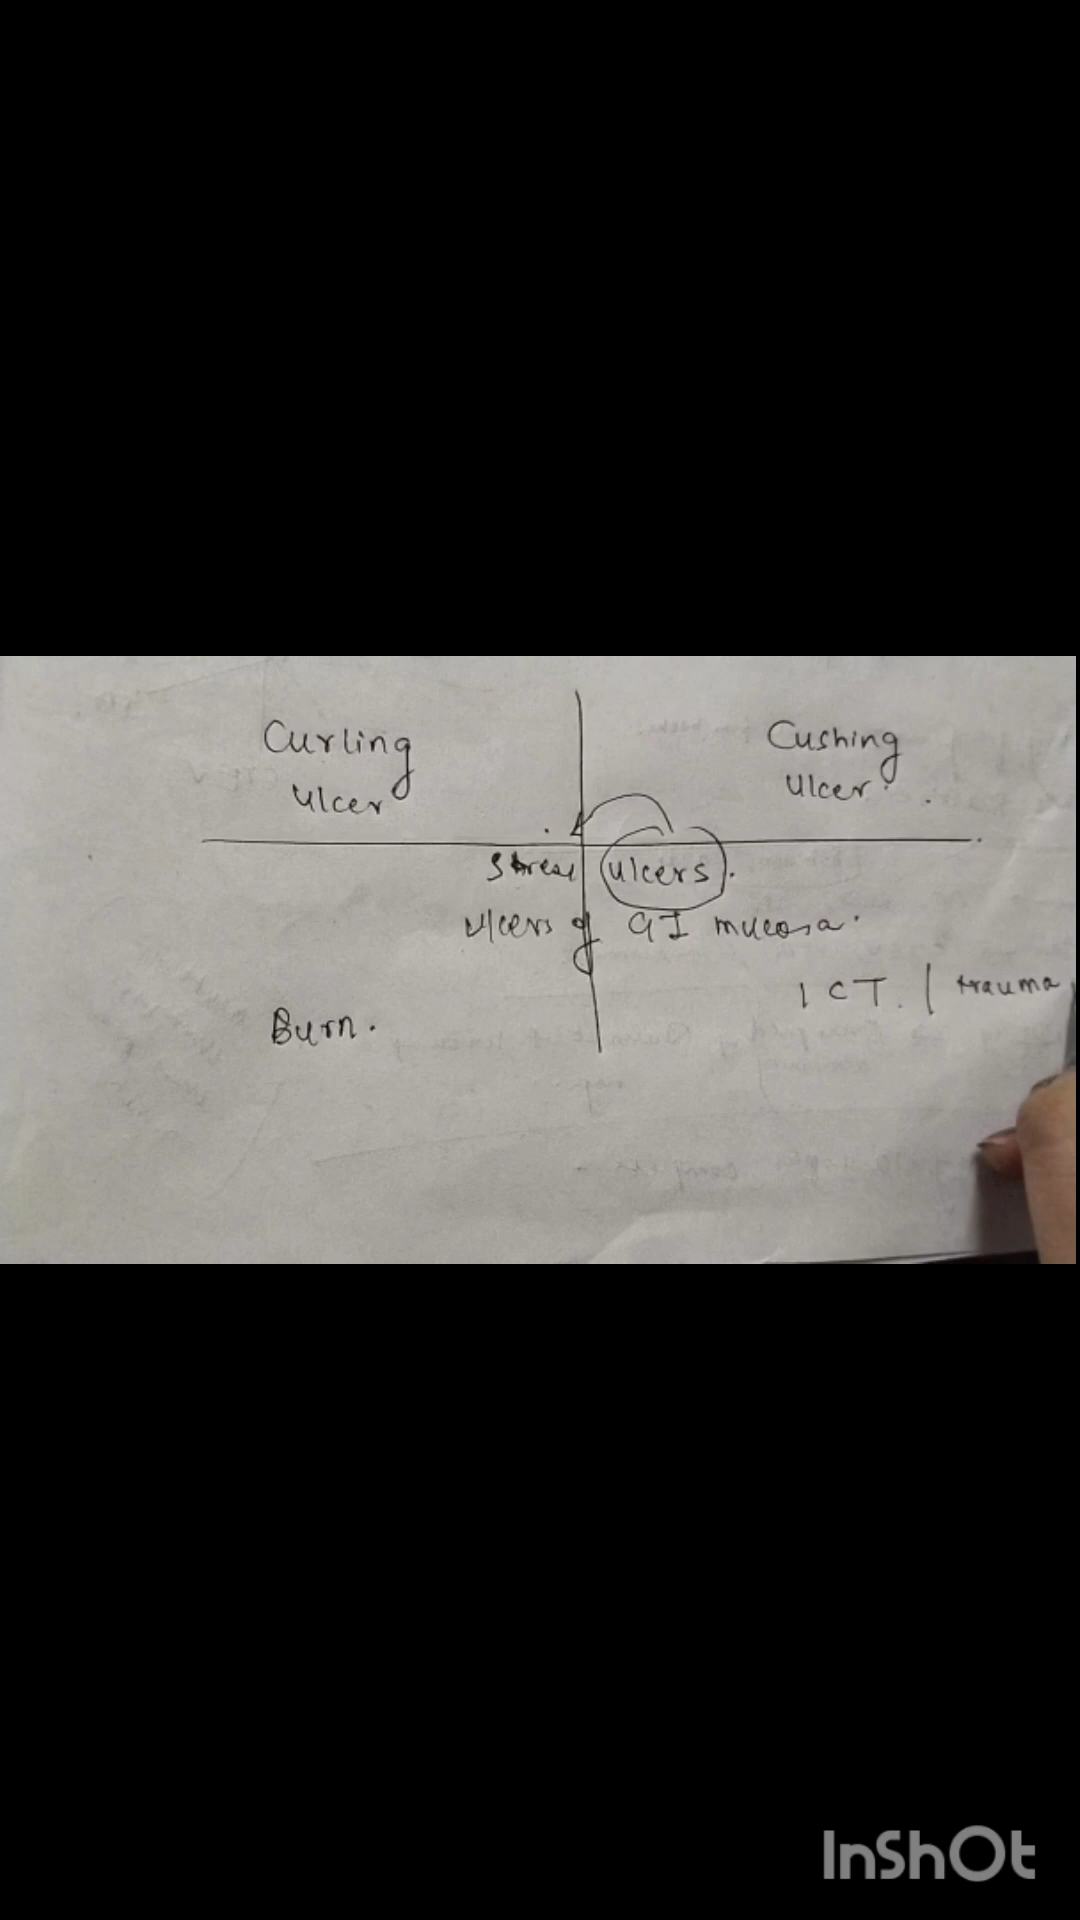 Curling
ulcer
Cushing
ulcer.
Stress ulcers.
ulcers of GI mucosa.
ICT. / trauma
Burn.
InShOt